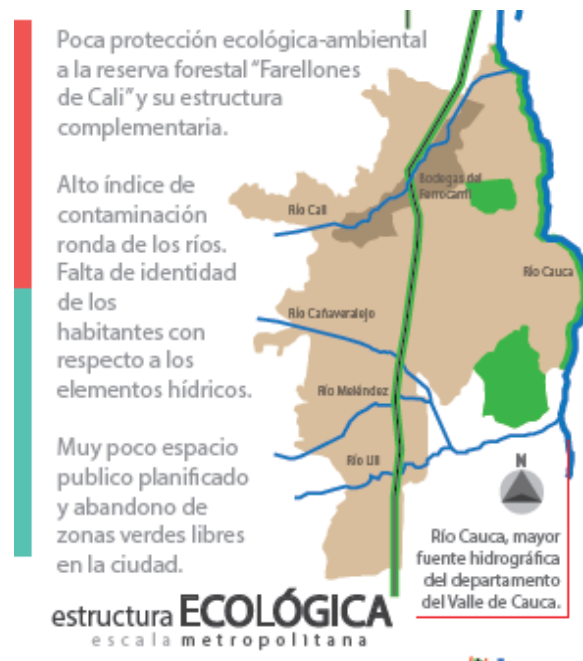 Poca protección ecológica-ambiental
a la reserva forestal “Farellones
de Cali” y su estructura
complementaria.
Alto índice de
contaminación
ronda de los ríos.
Falta de identidad
de los
habitantes con
respecto a los
elementos hídricos.
Muy poco espacio
publico planificado
y abandono de
zonas verdes libres
en la ciudad.
Bodegas del
Ferrocarril
Río Cali
Río Cauca
Río Cañaveralejo
Río Meléndez
Río Lili
N
Río Cauca, mayor
fuente hidrográfica
del departamento
del Valle de Cauca.
estructura ECOLÓGICA
escala metropolitana